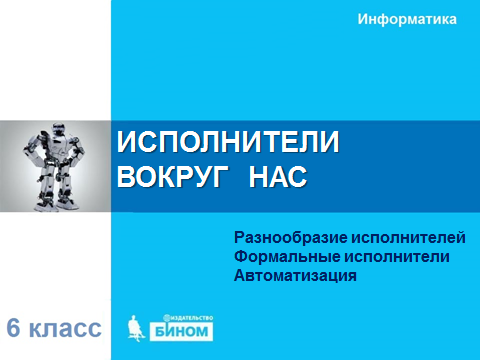 Информатика
ИСПОЛНИТЕЛИ
ВОКРУГ НАС
Разнообразие исполнителей
Формальные исполнители
Автоматизация
6 класс
ИЗДАТЕЛЬСТВО
БИНОМ